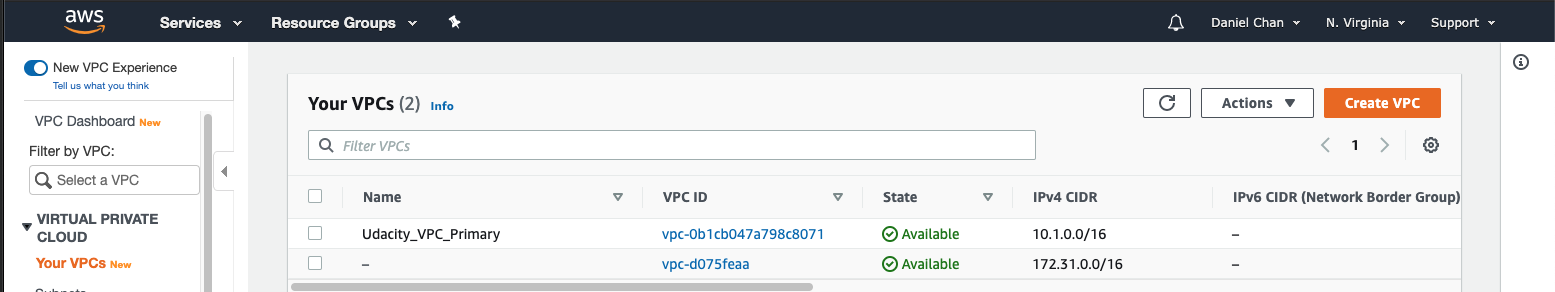 aws Services Resource Groups Daniel Chan N. Virginia Support
New VPC Experience
Tell us what you think
VPC Dashboard New
Filter by VPC:
Select a VPC
VIRTUAL PRIVATE
CLOUD
Your VPCs New
Subnets
Your VPCs (2) Info
Actions
Create VPC
Filter VPCs
1
Name VPC ID State IPv4 CIDR IPv6 CIDR (Network Border Group)
Udacity_VPC_Primary vpc-0b1cb047a798c8071 Available 10.1.0.0/16 –
– vpc-d075feaa Available 172.31.0.0/16 –